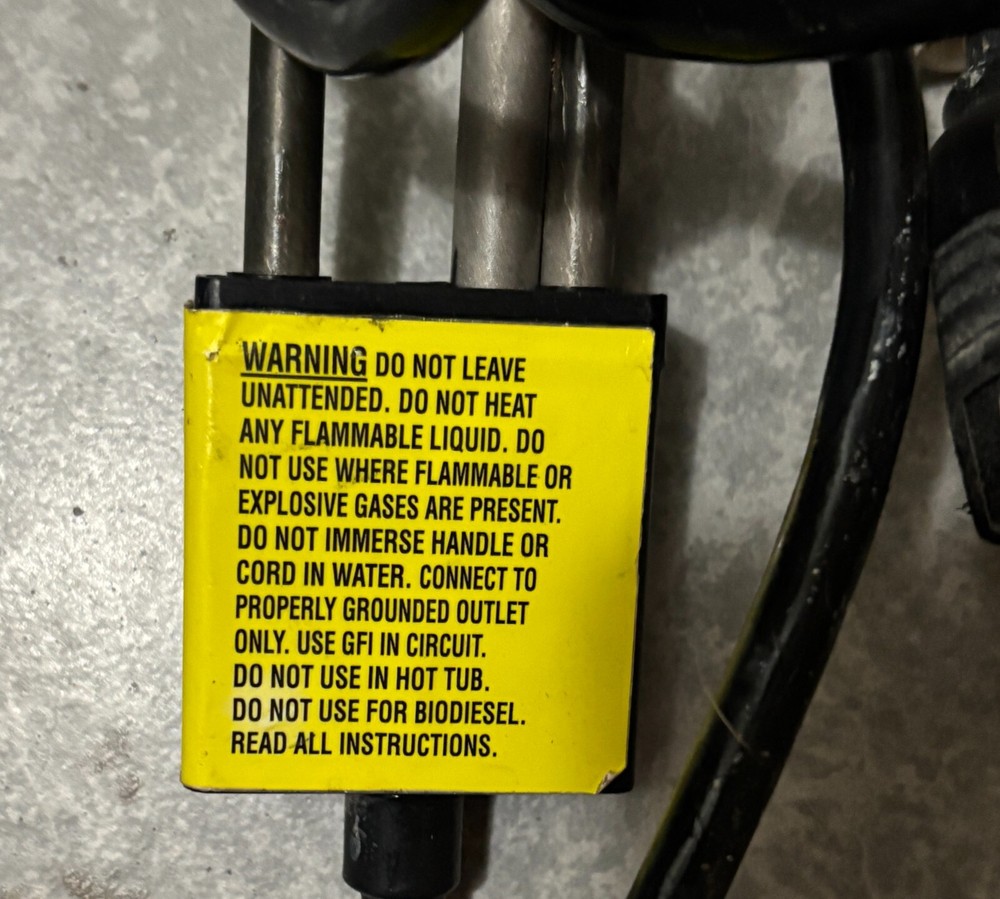 WARNING DO NOT LEAVE
UNATTENDED. DO NOT HEAT
ANY FLAMMABLE LIQUID. DO
NOT USE WHERE FLAMMABLE OR
EXPLOSIVE GASES ARE PRESENT.
DO NOT IMMERSE HANDLE OR
CORD IN WATER. CONNECT TO
PROPERLY GROUNDED OUTLET
ONLY. USE GFI IN CIRCUIT.
DO NOT USE IN HOT TUB.
DO NOT USE FOR BIODIESEL.
READ ALL INSTRUCTIONS.